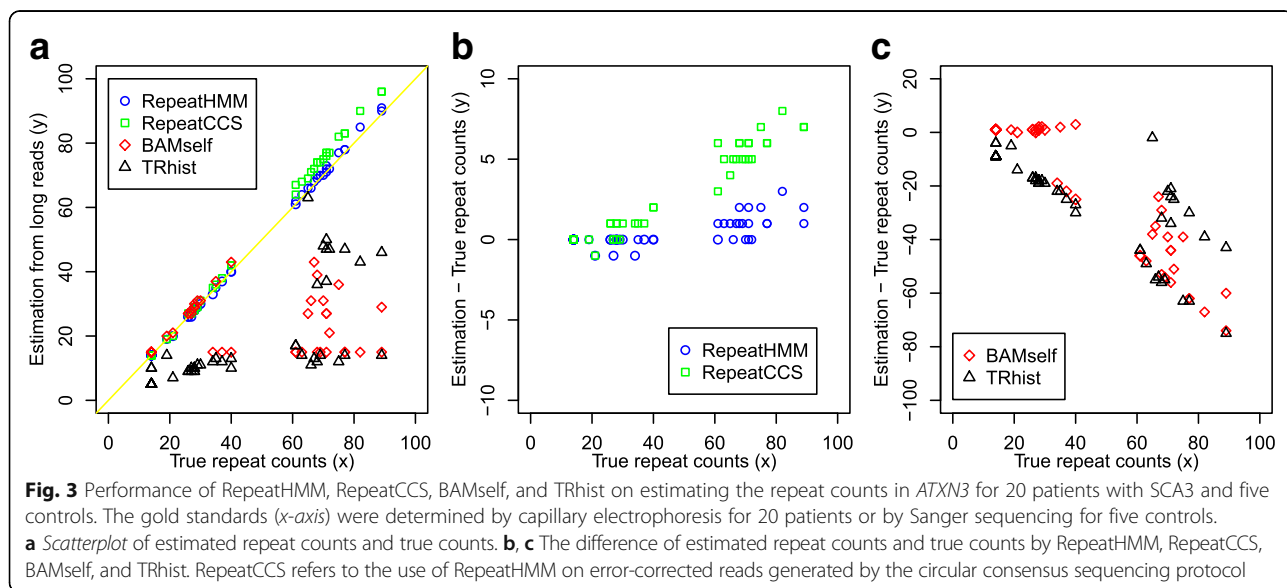 a
Estimation from long reads (y)
100
80
60
40
20
0
RepeatHMM
RepeatCCS
BAMself
TRhist
0 20 40 60 80 100
True repeat counts (x)
b
Estimation − True repeat counts (y)
10
5
0
−5
−10
RepeatHMM
RepeatCCS
0 20 40 60 80 100
True repeat counts (x)
c
Estimation − True repeat counts (y)
20
0
−20
−40
−60
−80
−100
BAMself
TRhist
0 20 40 60 80 100
True repeat counts (x)
Fig. 3 Performance of RepeatHMM, RepeatCCS, BAMself, and TRhist on estimating the repeat counts in ATXN3 for 20 patients with SCA3 and five
controls. The gold standards (x-axis) were determined by capillary electrophoresis for 20 patients or by Sanger sequencing for five controls.
a Scatterplot of estimated repeat counts and true counts. b, c The difference of estimated repeat counts and true counts by RepeatHMM, RepeatCCS,
BAMself, and TRhist. RepeatCCS refers to the use of RepeatHMM on error-corrected reads generated by the circular consensus sequencing protocol